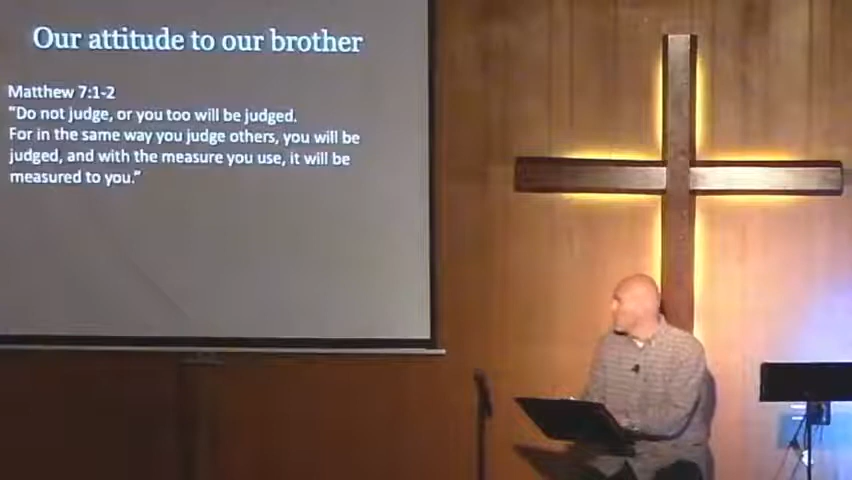 Our attitude to our brother
Matthew 7:1-2
"Do not judge, or you too will be judged.
For in the same way you judge others, you will be
judged, and with the measure you use, it will be
measured to you."